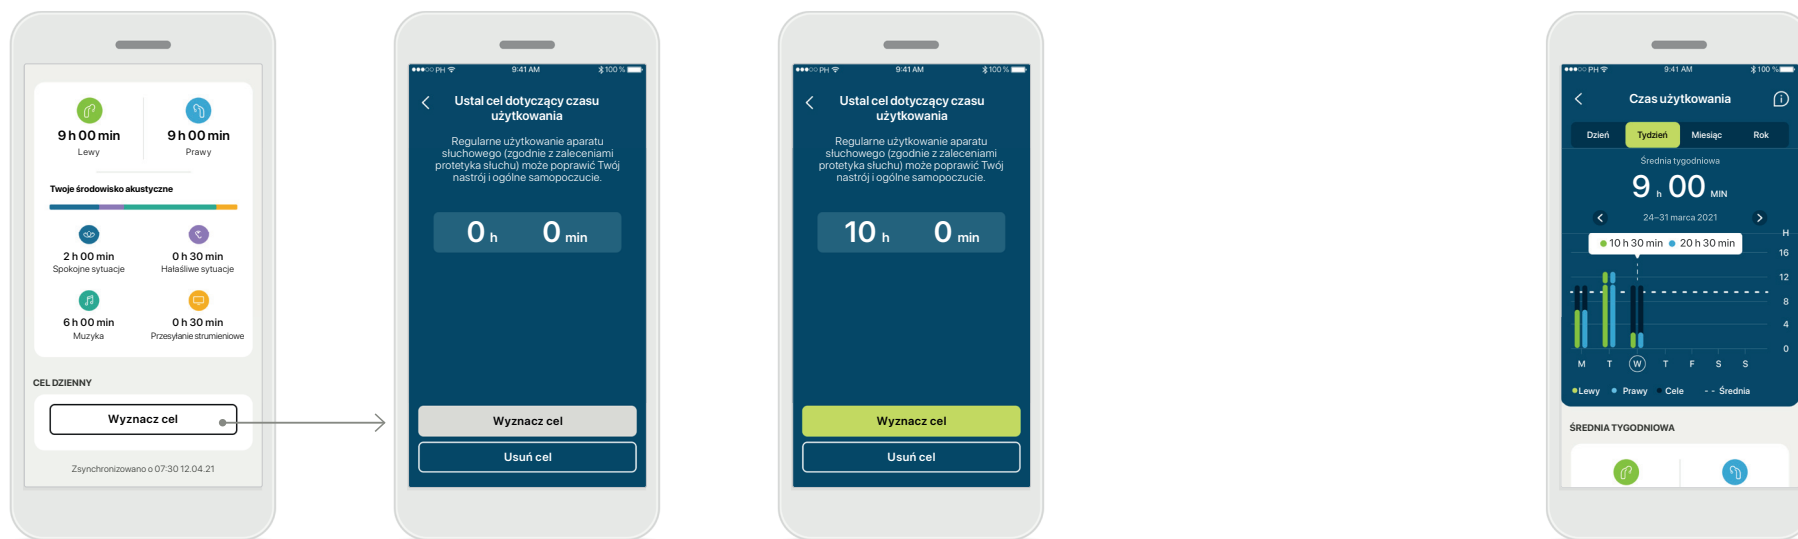 9 h 00 min
Lewy
9 h 00 min
Prawy
Twoje środowisko akustyczne
2 h 00 min
Spokojne sytuacje
0 h 30 min
Hałaśliwe sytuacje
6 h 00 min
Muzyka
0 h 30 min
Przesyłanie strumieniowe
CEL DZIENNY
Wyznacz cel
Zsynchronizowano o 07:30 12.04.21
PH 9:41 AM 100 %
Ustal cel dotyczący czasu
użytkowania
Regularne użytkowanie aparatu
słuchowego (zgodnie z zaleceniami
protetyka słuchu) może poprawić Twój
nastrój i ogólne samopoczucie.
0 h 0 min
Wyznacz cel
Usuń cel
PH 9:41 AM 100 %
Ustal cel dotyczący czasu
użytkowania
Regularne użytkowanie aparatu
słuchowego (zgodnie z zaleceniami
protetyka słuchu) może poprawić Twój
nastrój i ogólne samopoczucie.
10 h 0 min
Wyznacz cel
Usuń cel
PH 9:41 AM 100 %
Czas użytkowania
Dzień Tydzień Miesiąc Rok
Średnia tygodniowa
9 h 00 MIN
24–31 marca 2021
H
10 h 30 min 20 h 30 min
16
12
8
4
0
M T W T F S S
Lewy Prawy Cele - - Średnia
ŚREDNIA TYGODNIOWA